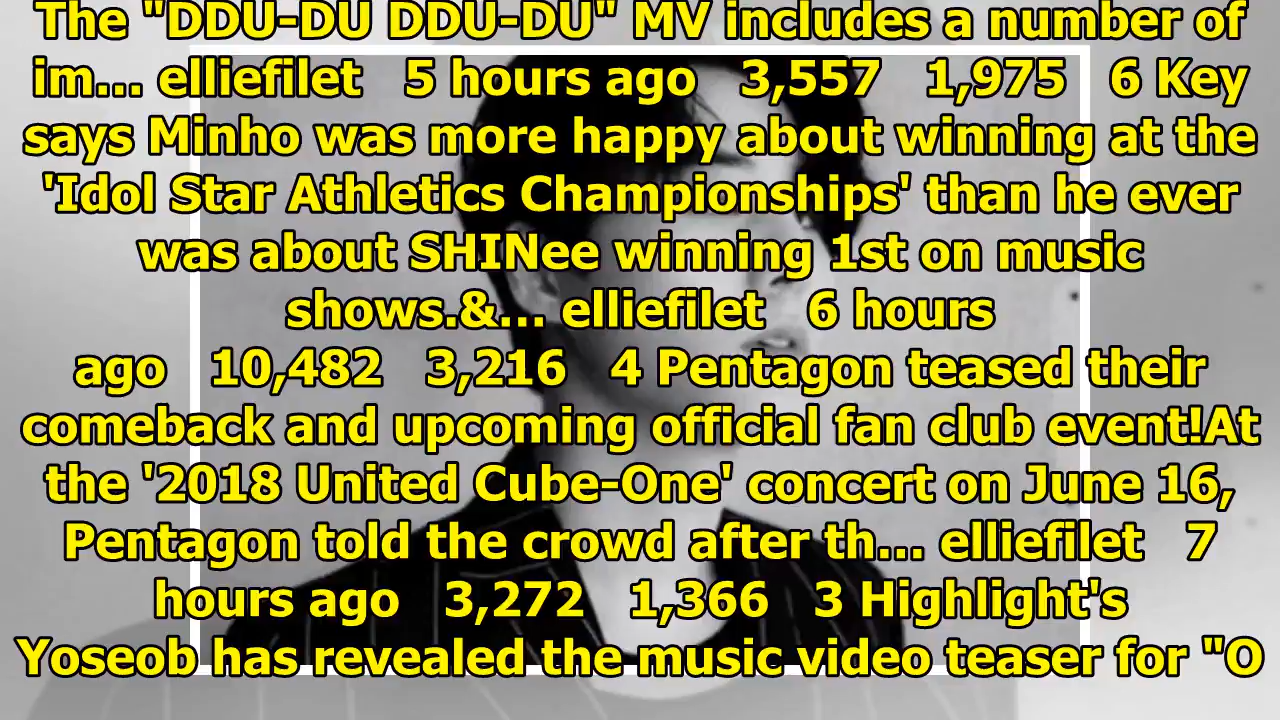 The "DDU-DU DDU-DU" MV includes a number of
im... elliefilet 5 hours ago 3,557 1,975 6 Key
says Minho was more happy about winning at the
'Idol Star Athletics Championships' than he ever
was about SHINee winning 1st on music
shows.&... elliefilet 6 hours
ago 10,482 3,216 4 Pentagon teased their
comeback and upcoming official fan club event!At
the '2018 United Cube-One' concert on June 16,
Pentagon told the crowd after th... elliefilet 7
hours ago 3,272 1,366 3 Highlight's
Yoseob has revealed the music video teaser for "O